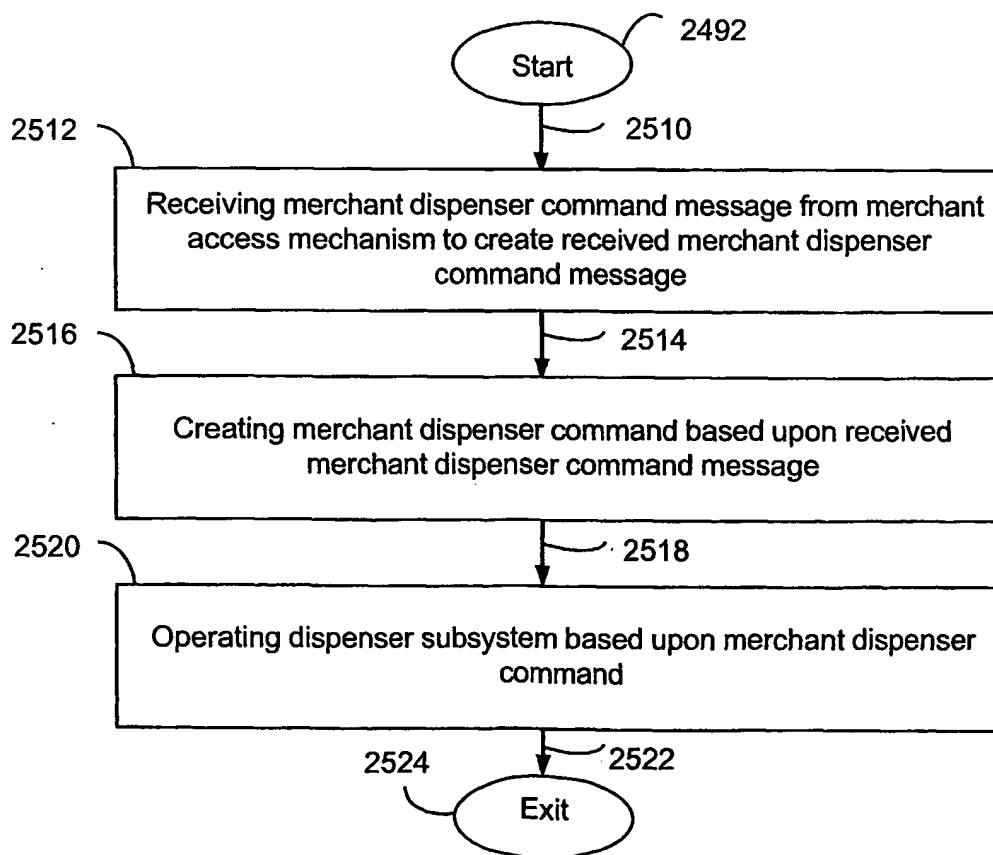 2492
Start
2510
2512
Receiving merchant dispenser command message from merchant
access mechanism to create received merchant dispenser
command message
2514
2516
Creating merchant dispenser command based upon received
merchant dispenser command message
2518
2520
Operating dispenser subsystem based upon merchant dispenser
command
2522
2524
Exit